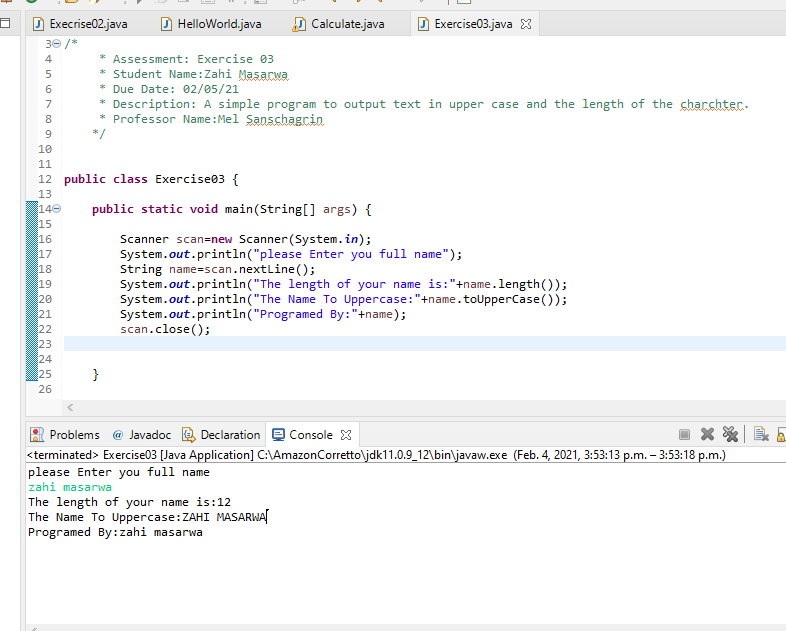 Execrise02.java HelloWorld.java Calculate.java Exercise03.java
3 /*
4 * Assessment: Exercise 03
5 * Student Name:Zahi Masarwa
6 * Due Date: 02/05/21
7 * Description: A simple program to output text in upper case and the length of the charchter.
8 * Professor Name:Mel Sanschagrin
9 */
10
11
12 public class Exercise03 {
13
14 public static void main(String[] args) {
15
16 Scanner scan=new Scanner(System.in);
17 System.out.println("please Enter you full name");
18 String name=scan.nextLine();
19 System.out.println("The length of your name is:"+name.length());
20 System.out.println("The Name To Uppercase:"+name.toUpperCase());
21 System.out.println("Programed By:"+name);
22 scan.close();
23
24
25 }
26
Problems @ Javadoc Declaration Console
<terminated> Exercise03 [Java Application] C:\AmazonCorretto\jdk11.0.9_12\bin\javaw.exe (Feb. 4, 2021, 3:53:13 p.m. – 3:53:18 p.m.)
please Enter you full name
zahi masarwa
The length of your name is:12
The Name To Uppercase:ZAHI MASARWA
Programed By:zahi masarwa